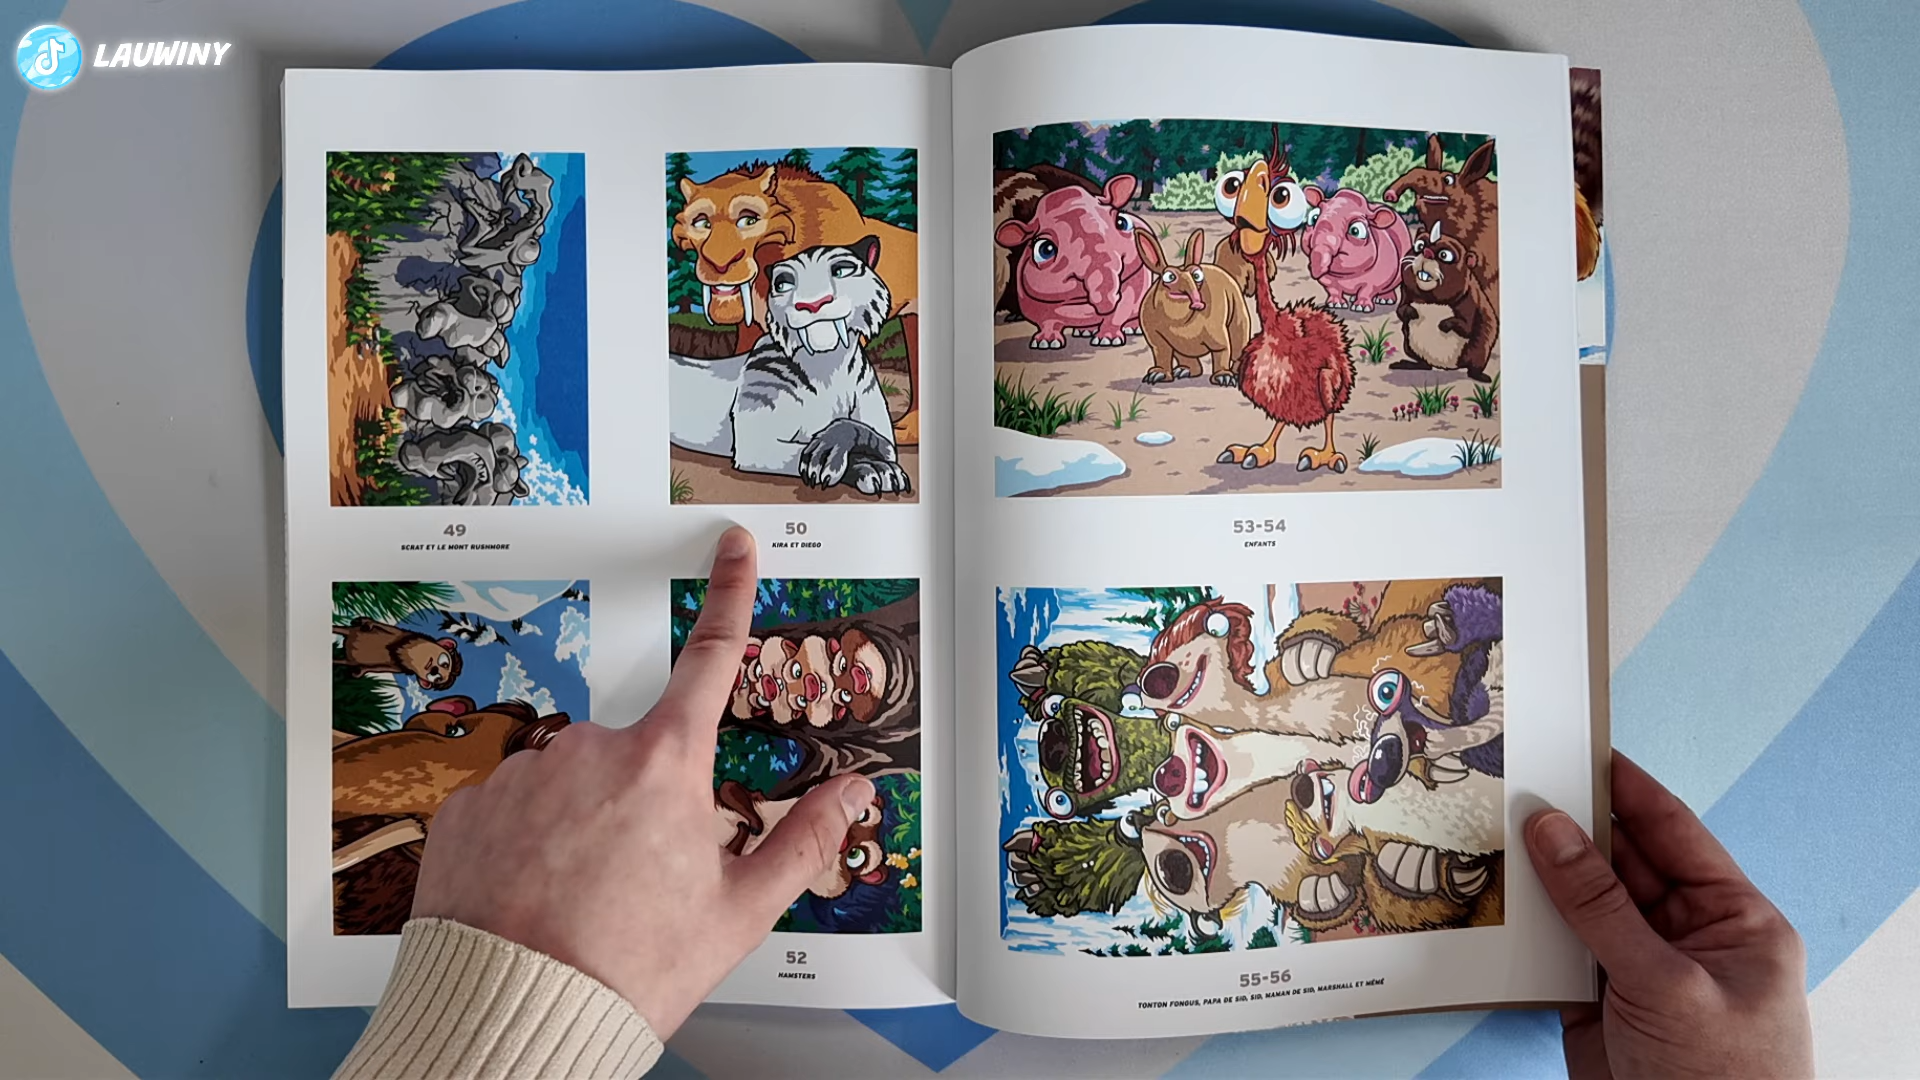 LAUWINY
49
SCRAT ET LE MONT RUSHMORE
50
KIRA ET DIEGO
52
HAMSTERS
53-54
ENFANTS
55-56
TONTON FONGUS, PAPA DE SID, SID, MAMAN DE SID, MARSHALL ET MÉMÉ